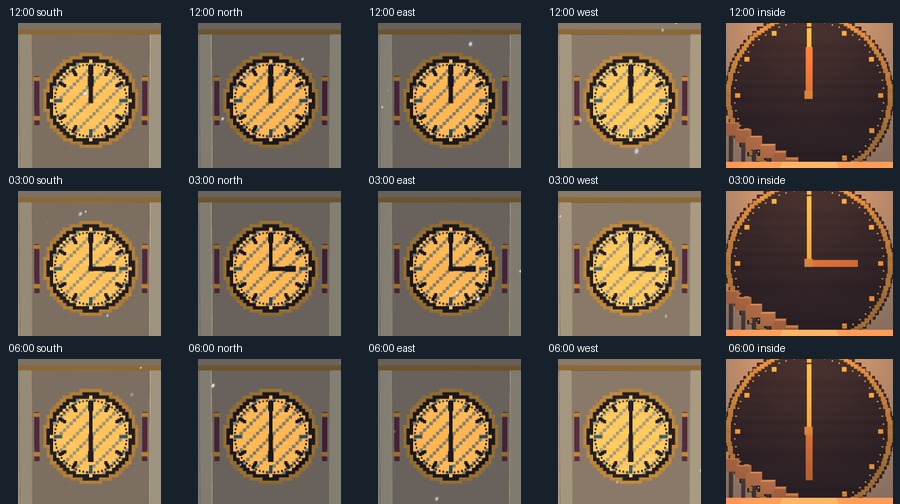 12:00 south
12:00 north
12:00 east
12:00 west
12:00 inside
03:00 south
03:00 north
03:00 east
03:00 west
03:00 inside
06:00 south
06:00 north
06:00 east
06:00 west
06:00 inside